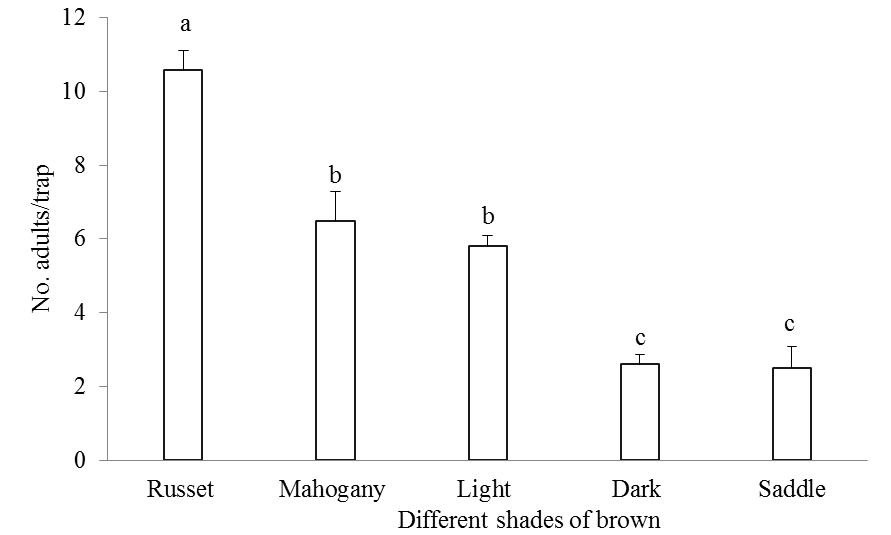 12
a
10
8
b
b
No. adults/trap
6
4
c
c
2
0
Russet Mahogany Light Dark Saddle
Different shades of brown